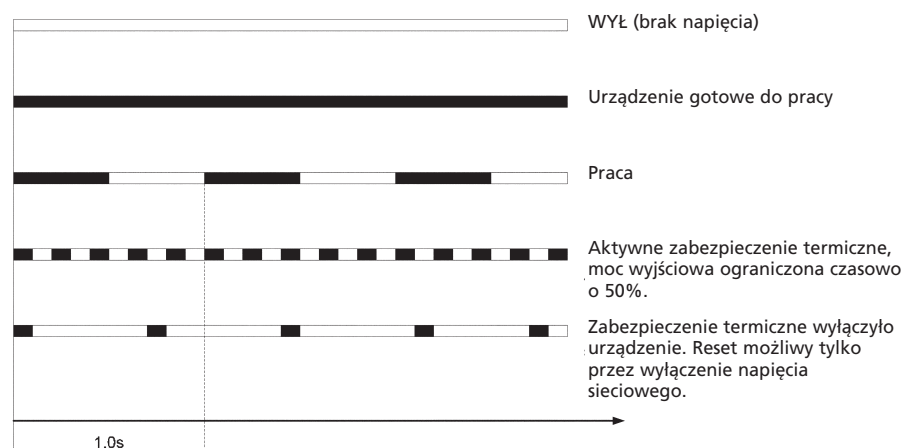 WYŁ (brak napięcia)
Urządzenie gotowe do pracy
Praca
Aktywne zabezpieczenie termiczne,
moc wyjściowa ograniczona czasowo
o 50%.
Zabezpieczenie termiczne wyłączyło
urządzenie. Reset możliwy tylko
przez wyłączenie napięcia
sieciowego.
1.0s